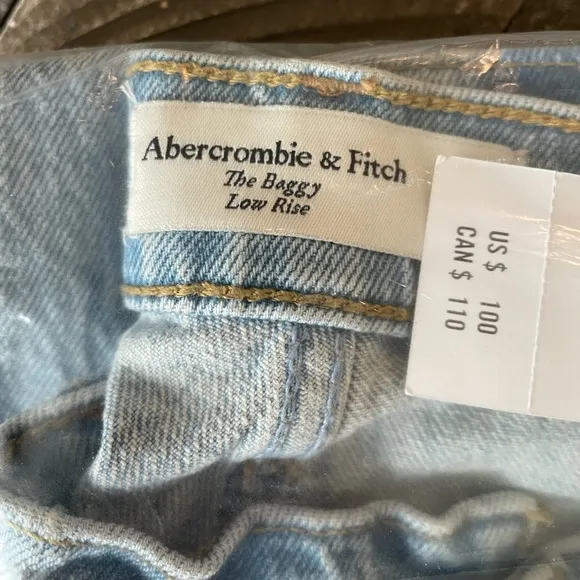 Abercrombie & Fitch
The Baggy
Low Rise
US $ 100
CAN $ 110